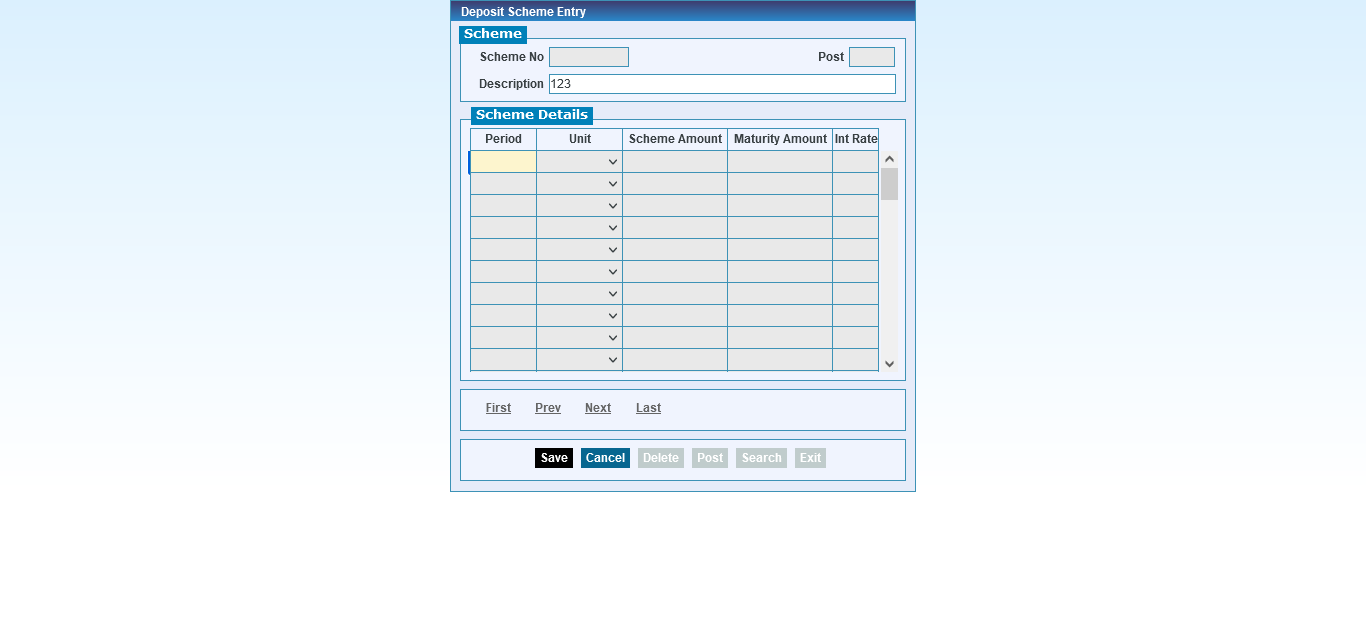 Deposit Scheme Entry
Scheme
Scheme No Post
Description 123
Scheme Details
Period Unit Scheme Amount Maturity Amount Int Rate
First Prev Next Last
Save Cancel Delete Post Search Exit